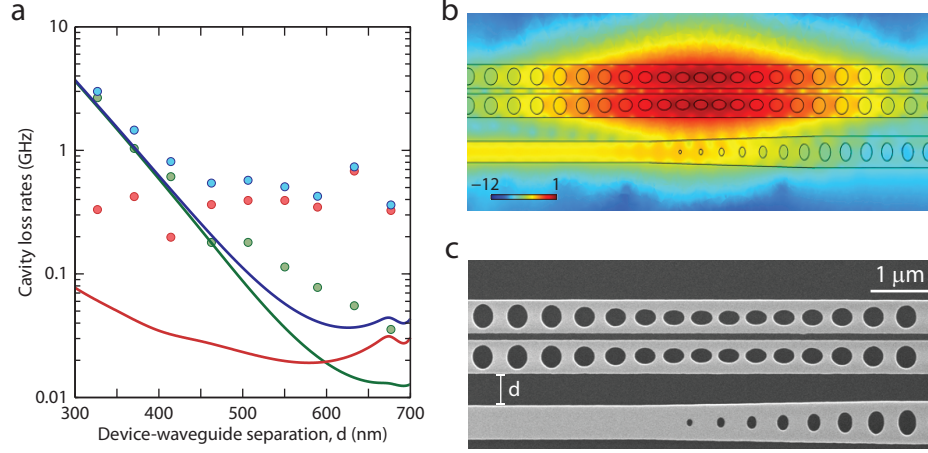 a
Cavity loss rates (GHz)
10
1
0.1
0.01
300
400
500
600
700
Device-waveguide separation, d (nm)
b
−12
1
c
1 μm
d